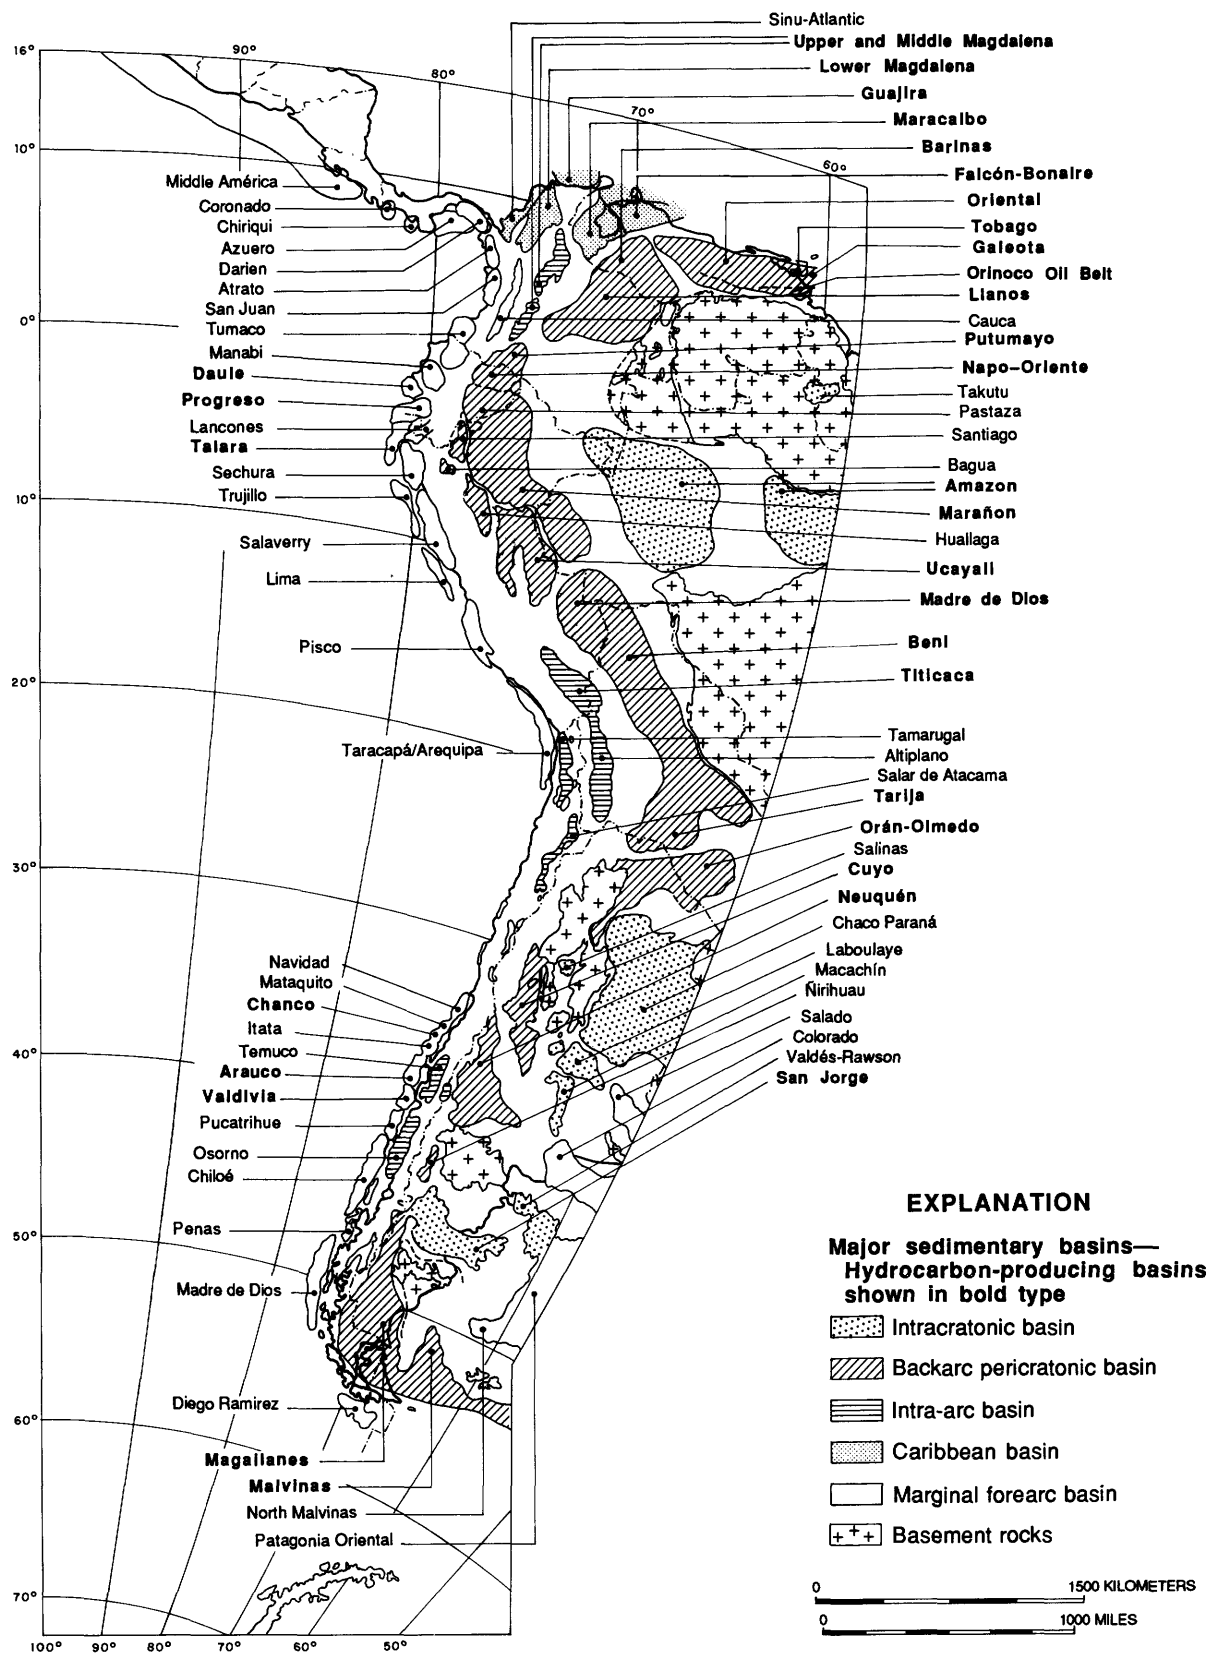 Sinu-Atlantic
Upper and Middle Magdalena
Lower Magdalena
Guajira
Maracaibo
Barinas
Falcón-Bonaire
Oriental
Tobago
Galeota
Orinoco Oil Belt
Llanos
Cauca
Putumayo
Napo-Oriente
Takutu
Pastaza
Santiago
Bagua
Amazon
Marañon
Huallaga
Ucayali
Madre de Dios
Beni
Titicaca
Tamarugal
Altiplano
Salar de Atacama
Tarija
Orán-Olmedo
Salinas
Cuyo
Neuquén
Chaco Paraná
Laboulaye
Macachín
Ñirihuau
Salado
Colorado
Valdés-Rawson
San Jorge
16°
90°
80°
70°
60°
10°
0°
10°
20°
30°
40°
50°
60°
70°
100° 90° 80° 70° 60° 50°
Middle América
Coronado
Chiriqui
Azuero
Darien
Atrato
San Juan
Tumaco
Manabi
Daule
Progreso
Lancones
Talara
Sechura
Trujillo
Salaverry
Lima
Pisco
Taracapá/Arequipa
Navidad
Mataquito
Chanco
Itata
Temuco
Arauco
Valdivia
Pucatrihue
Osorno
Chiloé
Penas
Madre de Dios
Diego Ramirez
Magallanes
Malvinas
North Malvinas
Patagonia Oriental
EXPLANATION
Major sedimentary basins—
Hydrocarbon-producing basins
shown in bold type
Intracratonic basin
Backarc pericratonic basin
Intra-arc basin
Caribbean basin
Marginal forearc basin
Basement rocks
0 1500 KILOMETERS
0 1000 MILES